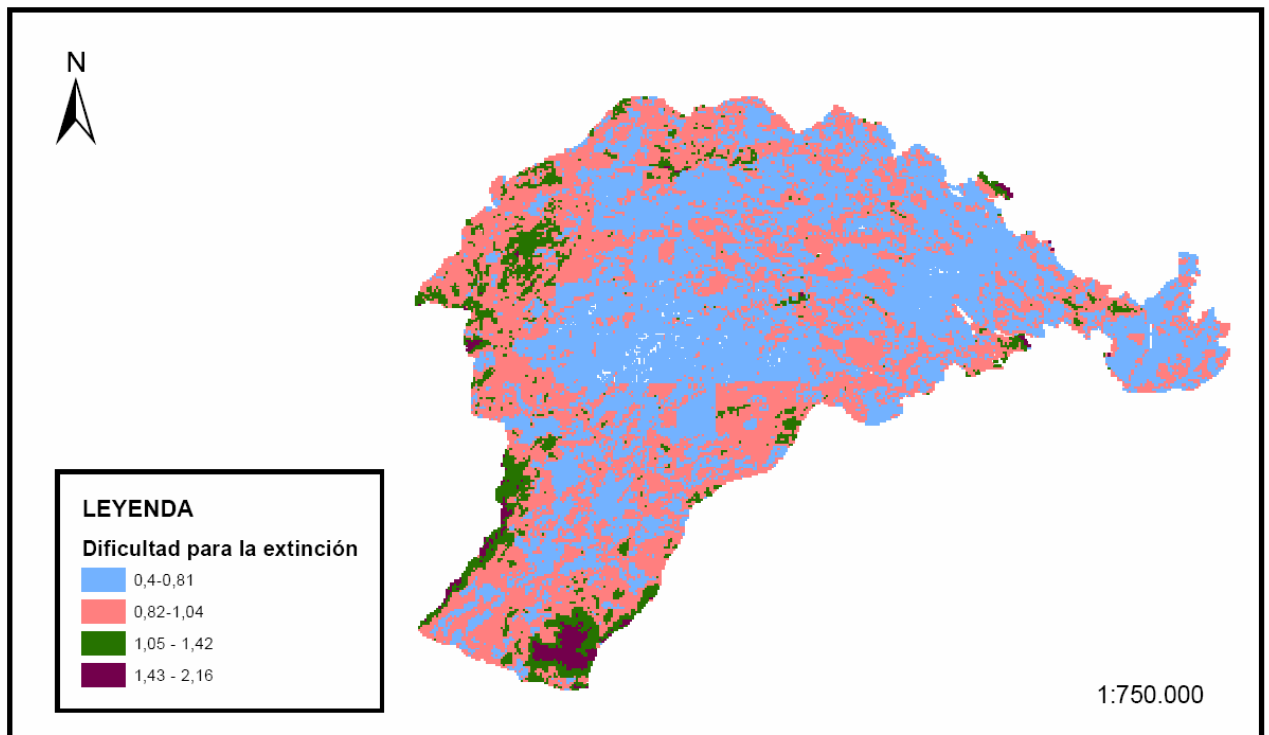 N
LEYENDA
Dificultad para la extinción
0,4-0,81
0,82-1,04
1,05 - 1,42
1,43 - 2,16
1:750.000